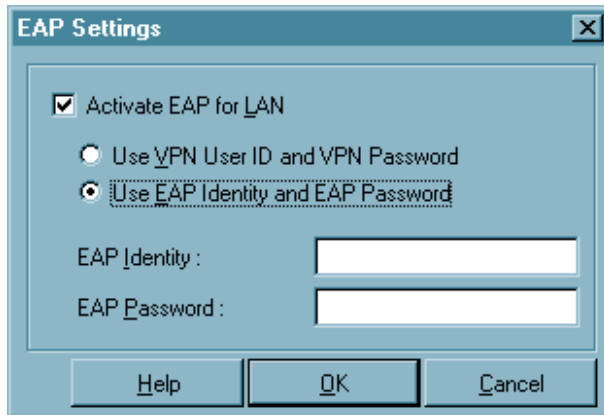 EAP Settings
Activate EAP for LAN
Use VPN User ID and VPN Password
Use EAP Identity and EAP Password
EAP Identity :
EAP Password :
Help OK Cancel